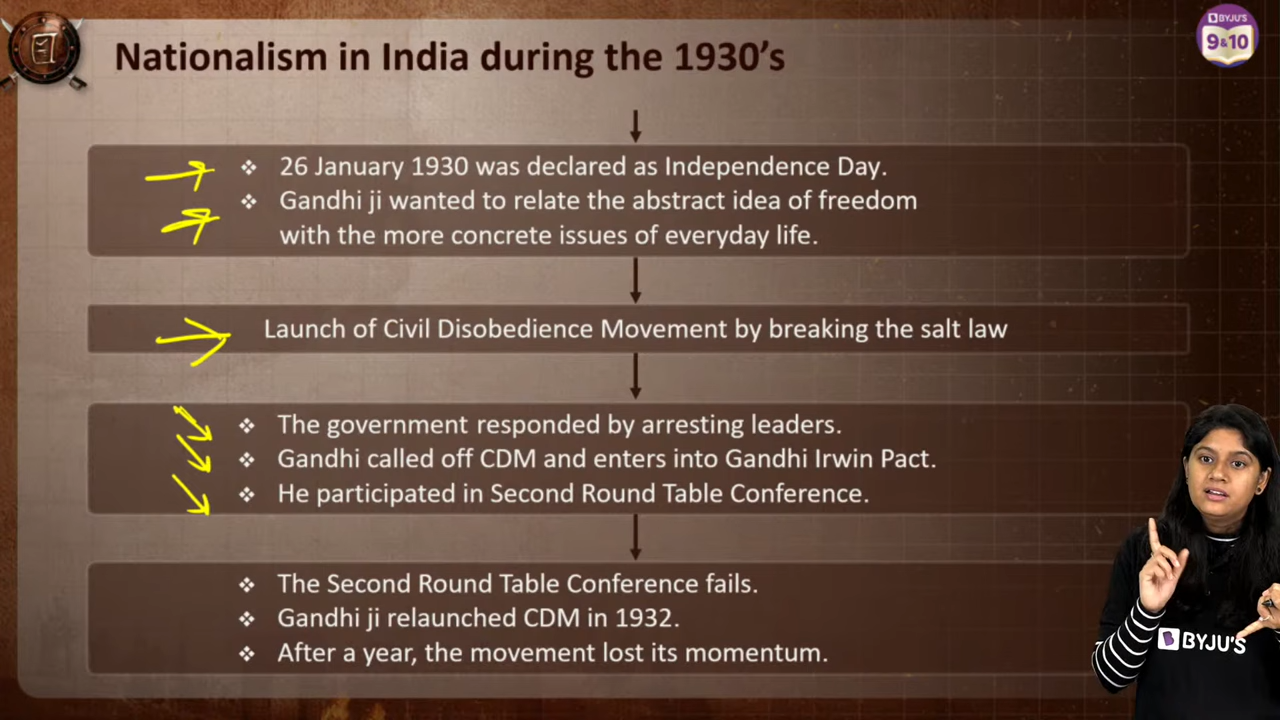 BYJU'S
9&10
Nationalism in India during the 1930's
❖ 26 January 1930 was declared as Independence Day.
❖ Gandhi ji wanted to relate the abstract idea of freedom
with the more concrete issues of everyday life.
Launch of Civil Disobedience Movement by breaking the salt law
❖ The government responded by arresting leaders.
❖ Gandhi called off CDM and enters into Gandhi Irwin Pact.
❖ He participated in Second Round Table Conference.
❖ The Second Round Table Conference fails.
❖ Gandhi ji relaunched CDM in 1932.
❖ After a year, the movement lost its momentum.
BYJU'S